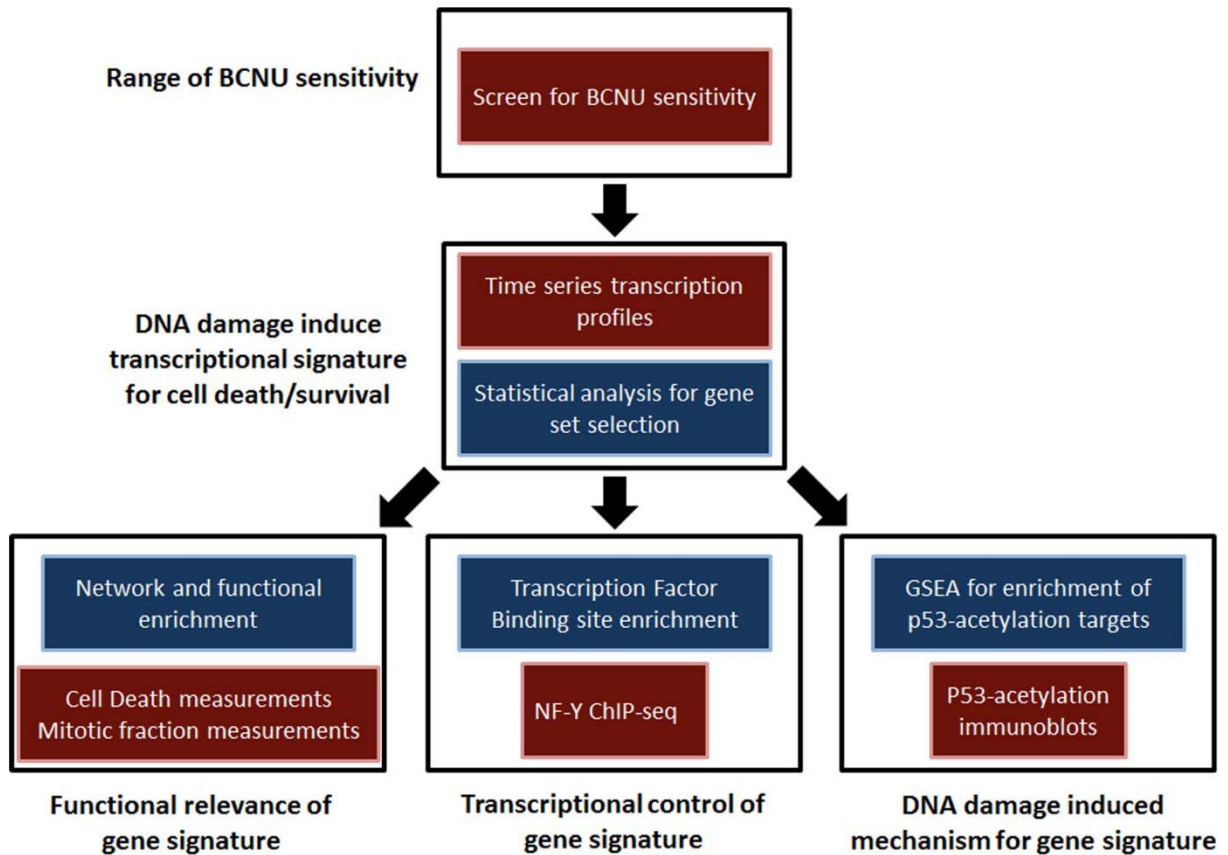 Range of BCNU sensitivity
Screen for BCNU sensitivity
DNA damage induce
transcriptional signature
for cell death/survival
Time series transcription
profiles
Statistical analysis for gene
set selection
Network and functional
enrichment
Cell Death measurements
Mitotic fraction measurements
Functional relevance of
gene signature
Transcription Factor
Binding site enrichment
NF-Y ChIP-seq
Transcriptional control of
gene signature
GSEA for enrichment of
p53-acetylation targets
P53-acetylation
immunoblots
DNA damage induced
mechanism for gene signature